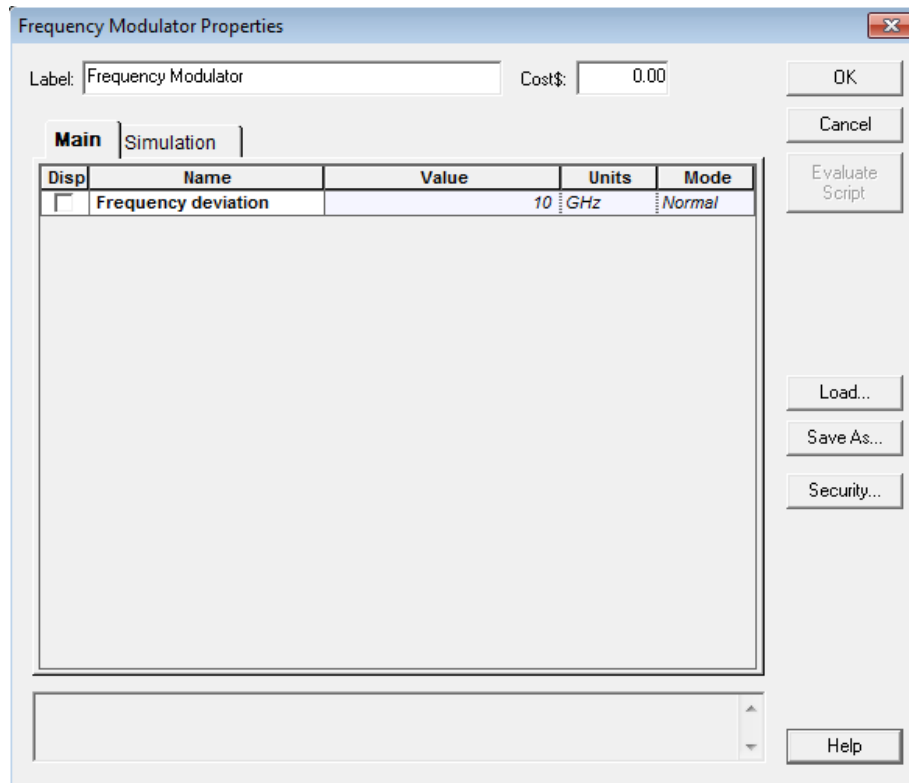 Frequency Modulator Properties
Label: Frequency Modulator Cost$: 0.00 OK
Cancel
Main Simulation
Evaluate
Script
Disp Name Value Units Mode
Frequency deviation 10 GHz Normal
Load...
Save As...
Security...
Help